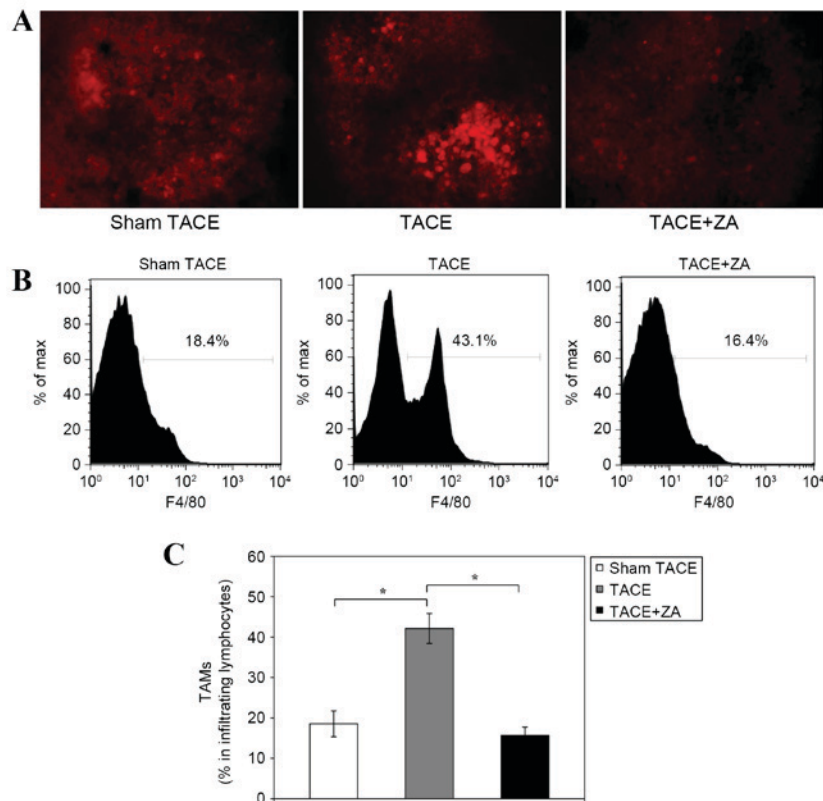 A
Sham TACE
TACE
TACE+ZA
B
Sham TACE
% of max
100
80
60
40
20
0
18.4%
10⁰
10¹
10²
10³
10⁴
F4/80
TACE
% of max
100
80
60
40
20
0
43.1%
10⁰
10¹
10²
10³
10⁴
F4/80
TACE+ZA
% of max
100
80
60
40
20
0
16.4%
10⁰
10¹
10²
10³
10⁴
F4/80
C
TAMs
(% in infiltrating lymphocytes)
60
50
40
30
20
10
0
*
*
Sham TACE
TACE
TACE+ZA